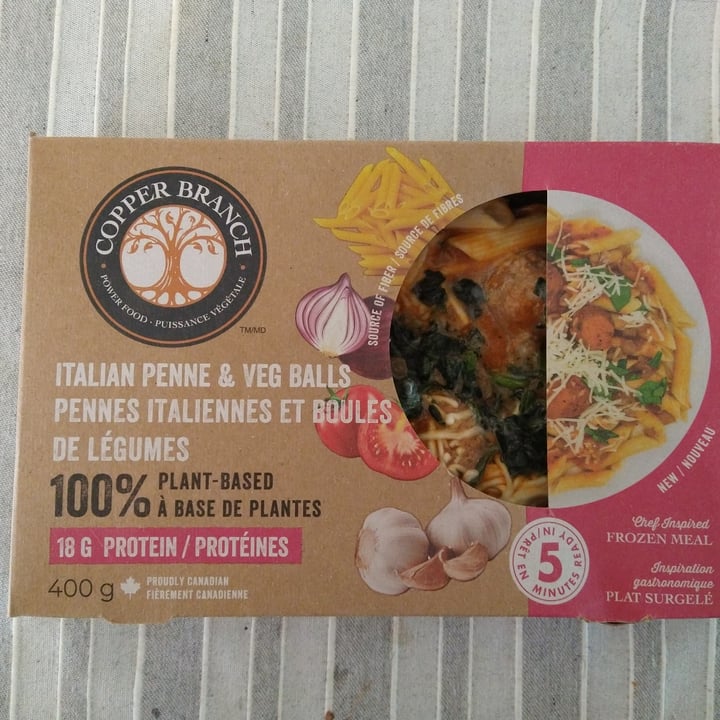 COPPER BRANCH
POWER FOOD · PUISSANCE VÉGÉTALE
TM/MD
SOURCE OF FIBER / SOURCE DE FIBRES
ITALIAN PENNE & VEG BALLS
PENNES ITALIENNES ET BOULES
DE LÉGUMES
100% PLANT-BASED
À BASE DE PLANTES
18 G PROTEIN / PROTÉINES
400 g
PROUDLY CANADIAN
FIÈREMENT CANADIENNE
NEW / NOUVEAU
READY IN/PRÊT EN
5
MINUTES
Chef Inspired
FROZEN MEAL
Inspiration
gastronomique
PLAT SURGELÉ